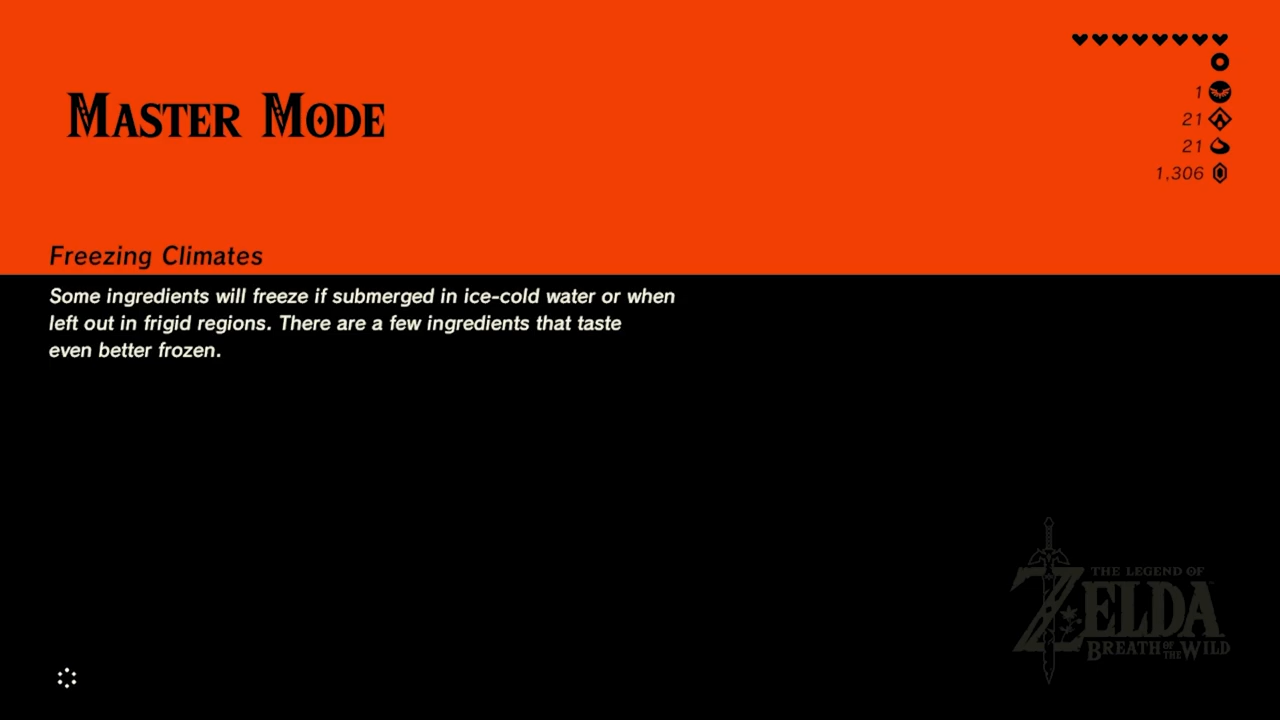 MASTER MODE
1
21
21
1,306
Freezing Climates
Some ingredients will freeze if submerged in ice-cold water or when
left out in frigid regions. There are a few ingredients that taste
even better frozen.
THE LEGEND OF
ZELDA
BREATH OF THE WILD